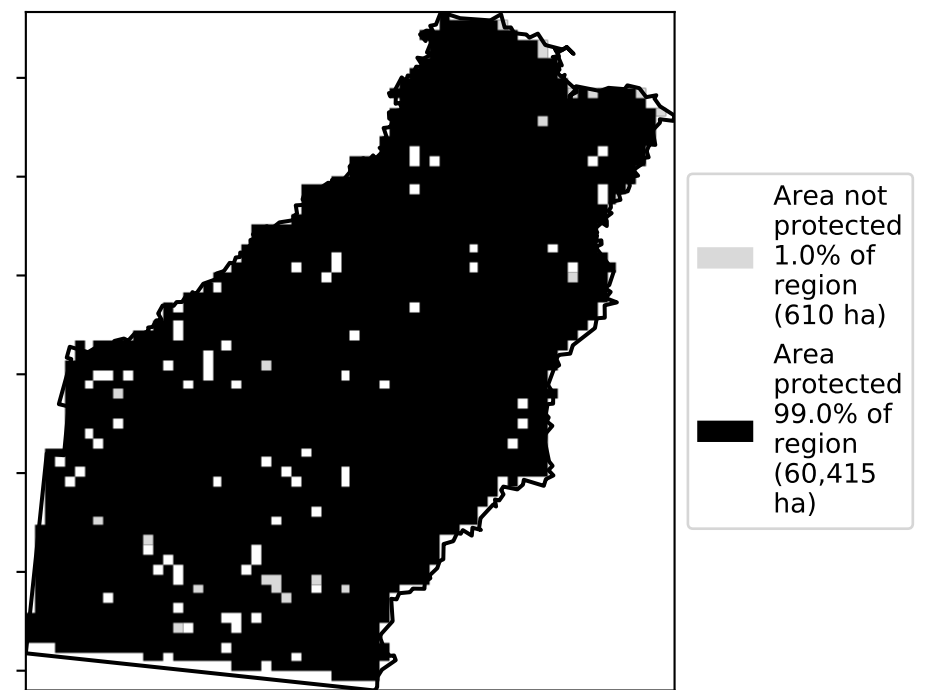 Area not
protected
1.0% of
region
(610 ha)
Area
protected
99.0% of
region
(60,415
ha)